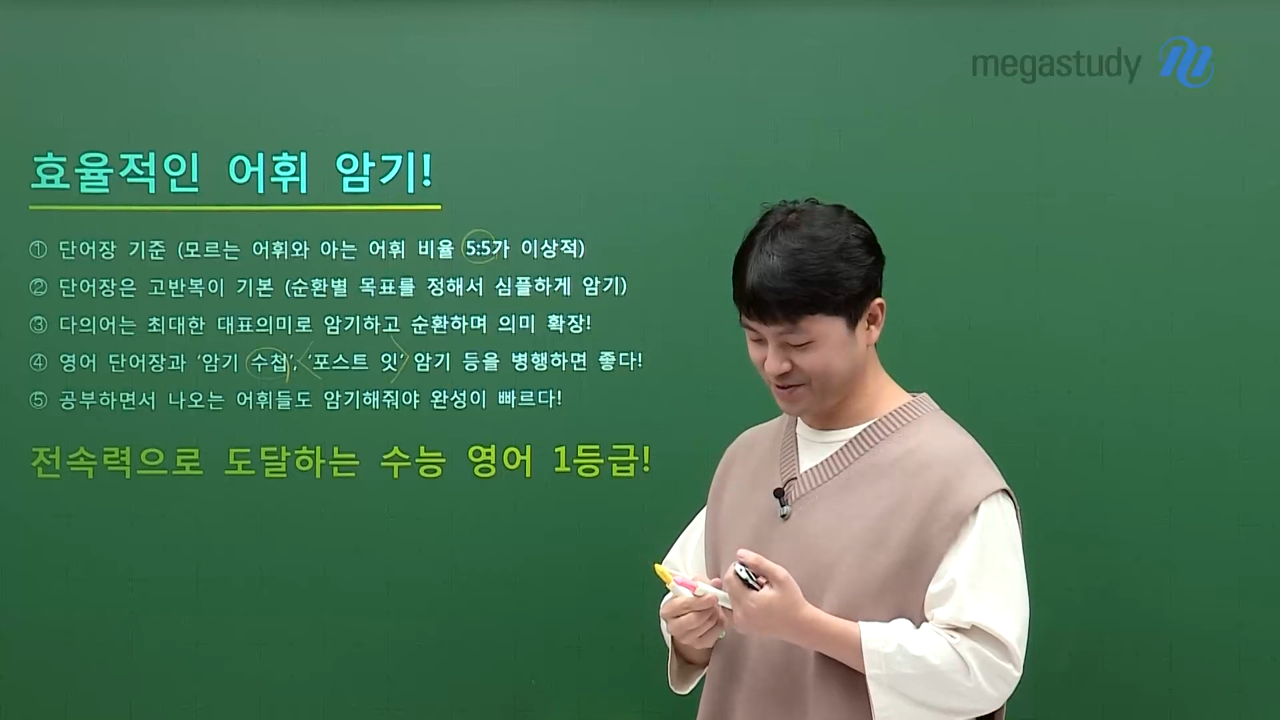 megastudy
효율적인 어휘 암기!
① 단어장 기준 (모르는 어휘와 아는 어휘 비율 5:5가 이상적)
② 단어장은 고반복이 기본 (순환별 목표를 정해서 심플하게 암기)
③ 다의어는 최대한 대표의미로 암기하고 순환하며 의미 확장!
④ 영어 단어장과 '암기 수첩', '포스트 잇' 암기 등을 병행하면 좋다!
⑤ 공부하면서 나오는 어휘들도 암기해줘야 완성이 빠르다!
전속력으로 도달하는 수능 영어 1등급!